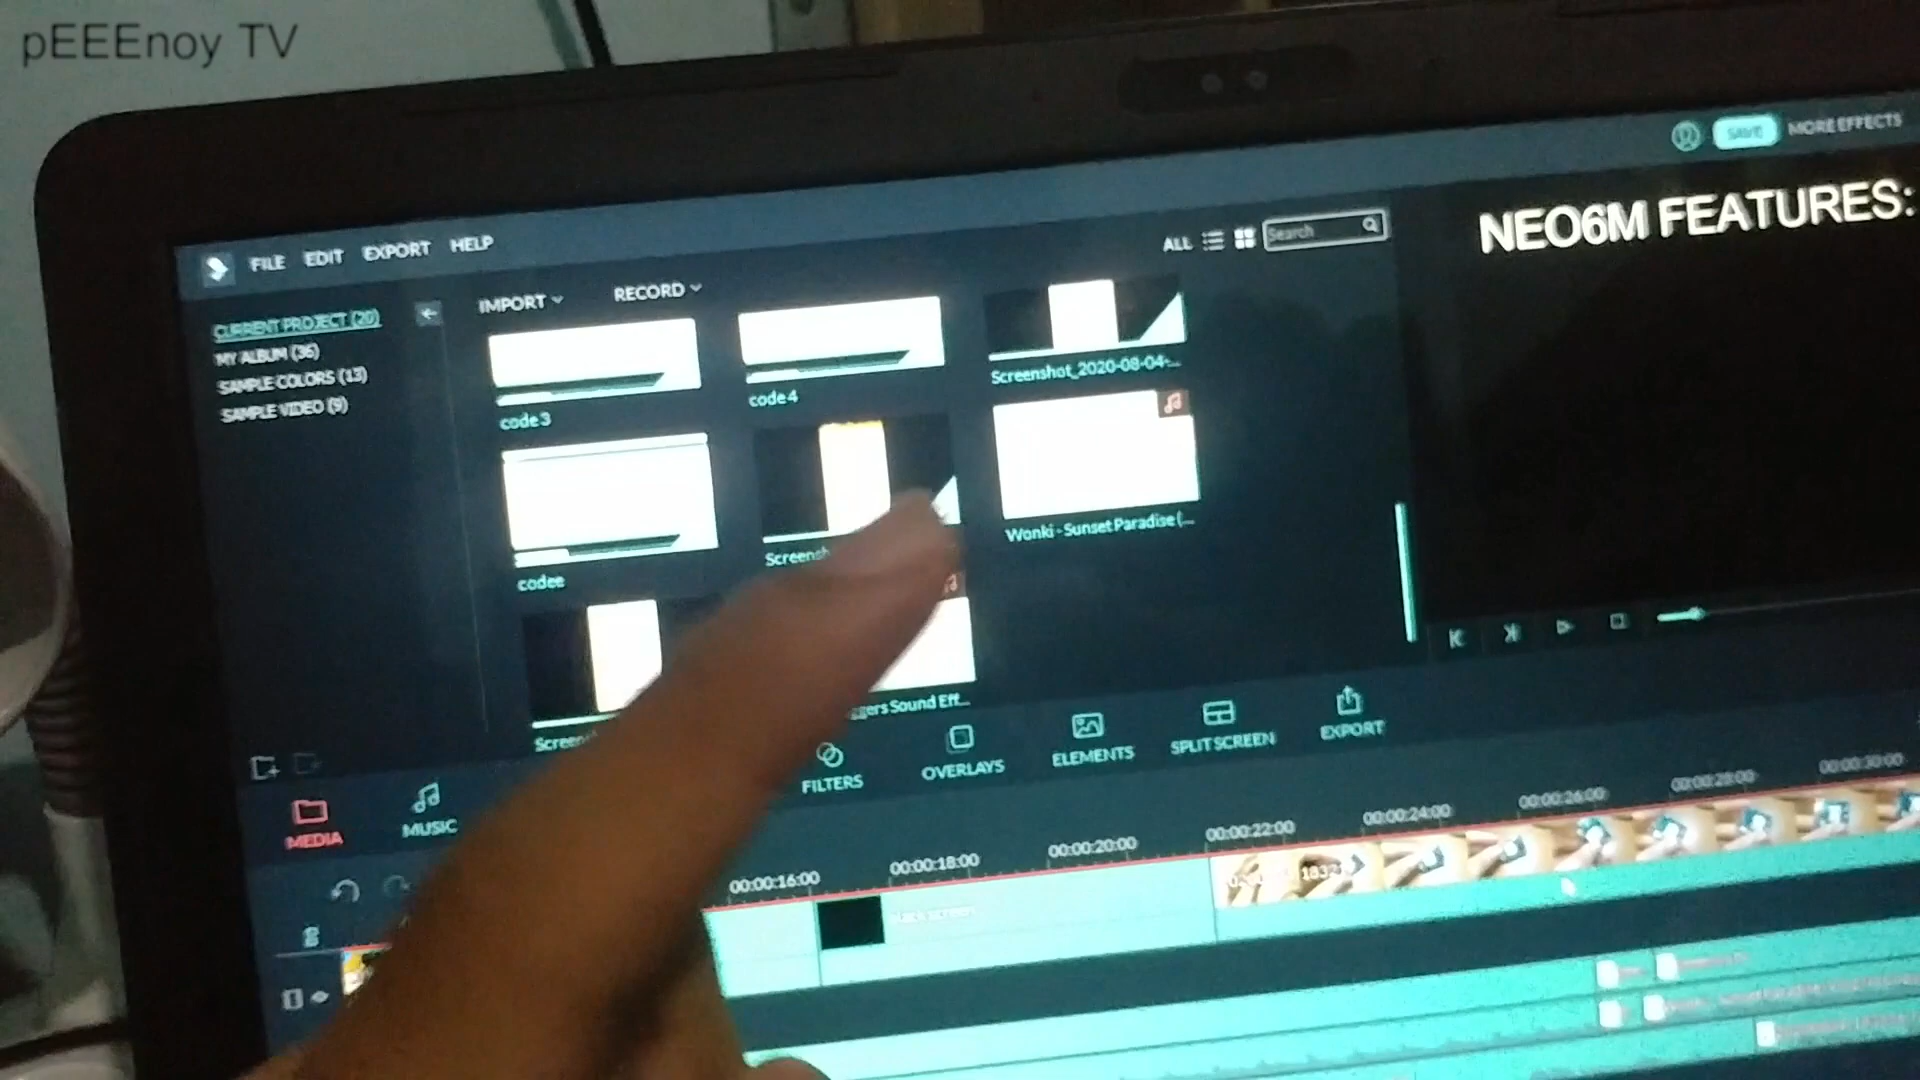 pEEEnoy TV
SAVE MORE EFFECTS
FILE EDIT EXPORT HELP
ALL Search
NEO6M FEATURES:
IMPORT RECORD
CURRENT PROJECT (20)
MY ALBUM (36)
SAMPLE COLORS (13)
SAMPLE VIDEO (9)
code 3
code 4
Screenshot_2020-08-04-...
codee
Wonki - Sunset Paradise (...
Sound Eff...
MEDIA MUSIC FILTERS OVERLAYS ELEMENTS SPLIT SCREEN EXPORT
00:00:16:00 00:00:18:00 00:00:20:00 00:00:22:00 00:00:24:00 00:00:26:00 00:00:28:00 00:00:30:00